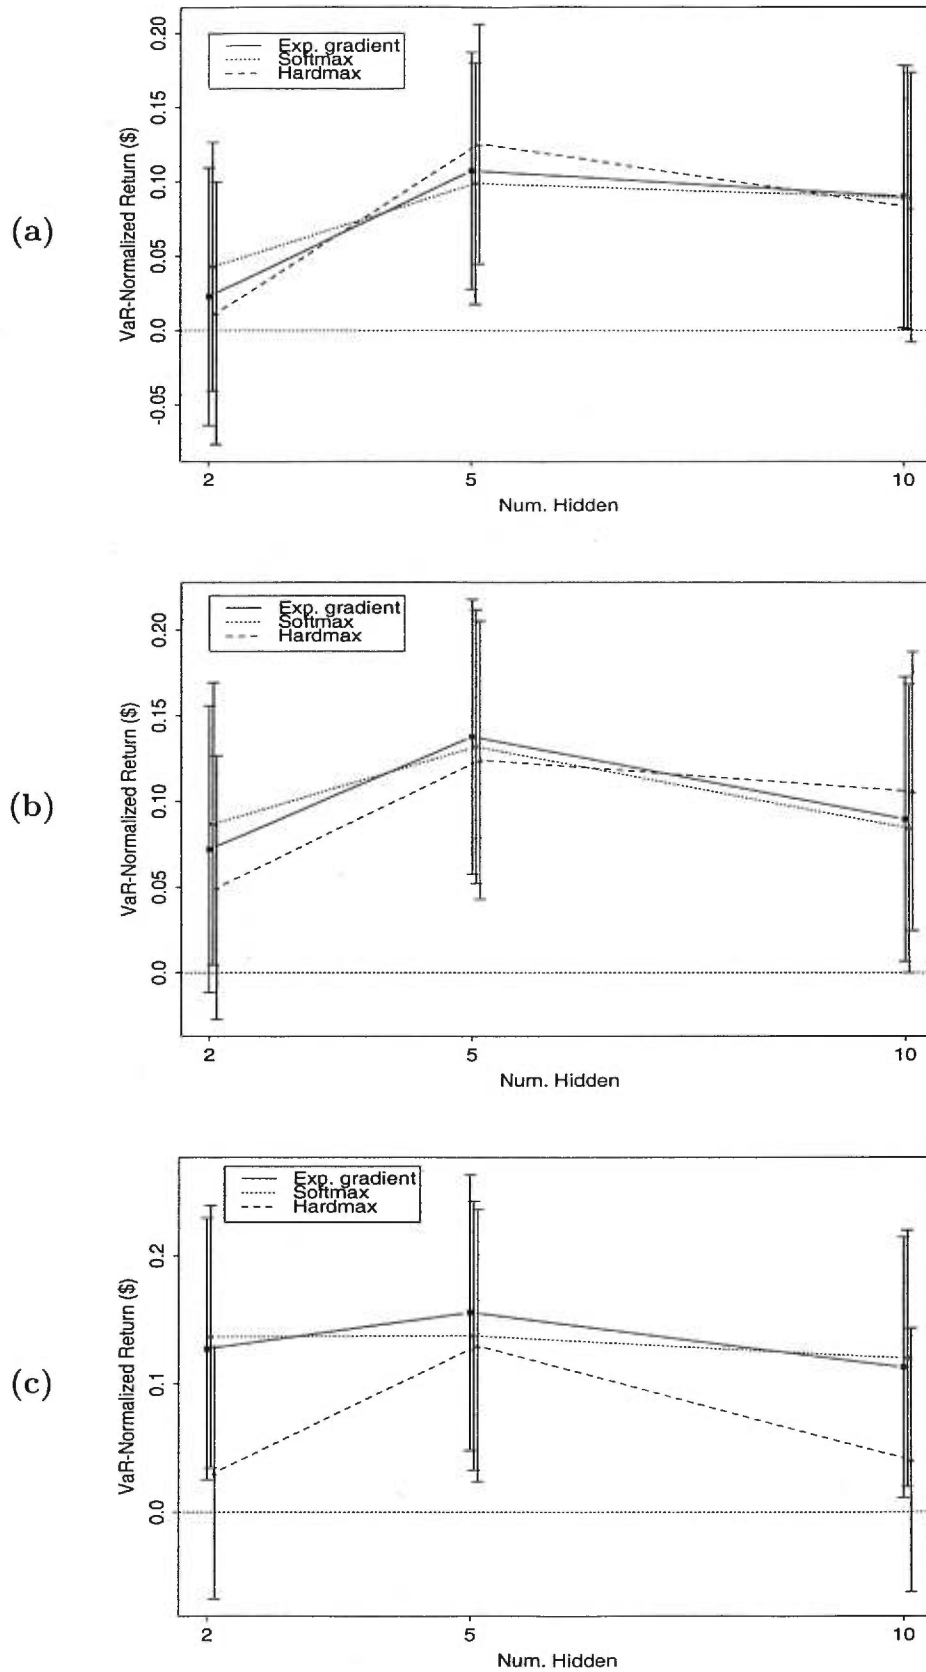 (a)
VaR-Normalized Return ($)
0.20
0.15
0.10
0.05
0.0
-0.05
Exp. gradient
Softmax
Hardmax
2
5
10
Num. Hidden
(b)
VaR-Normalized Return ($)
0.20
0.15
0.10
0.05
0.0
Exp. gradient
Softmax
Hardmax
2
5
10
Num. Hidden
(c)
VaR-Normalized Return ($)
0.2
0.1
0.0
Exp. gradient
Softmax
Hardmax
2
5
10
Num. Hidden